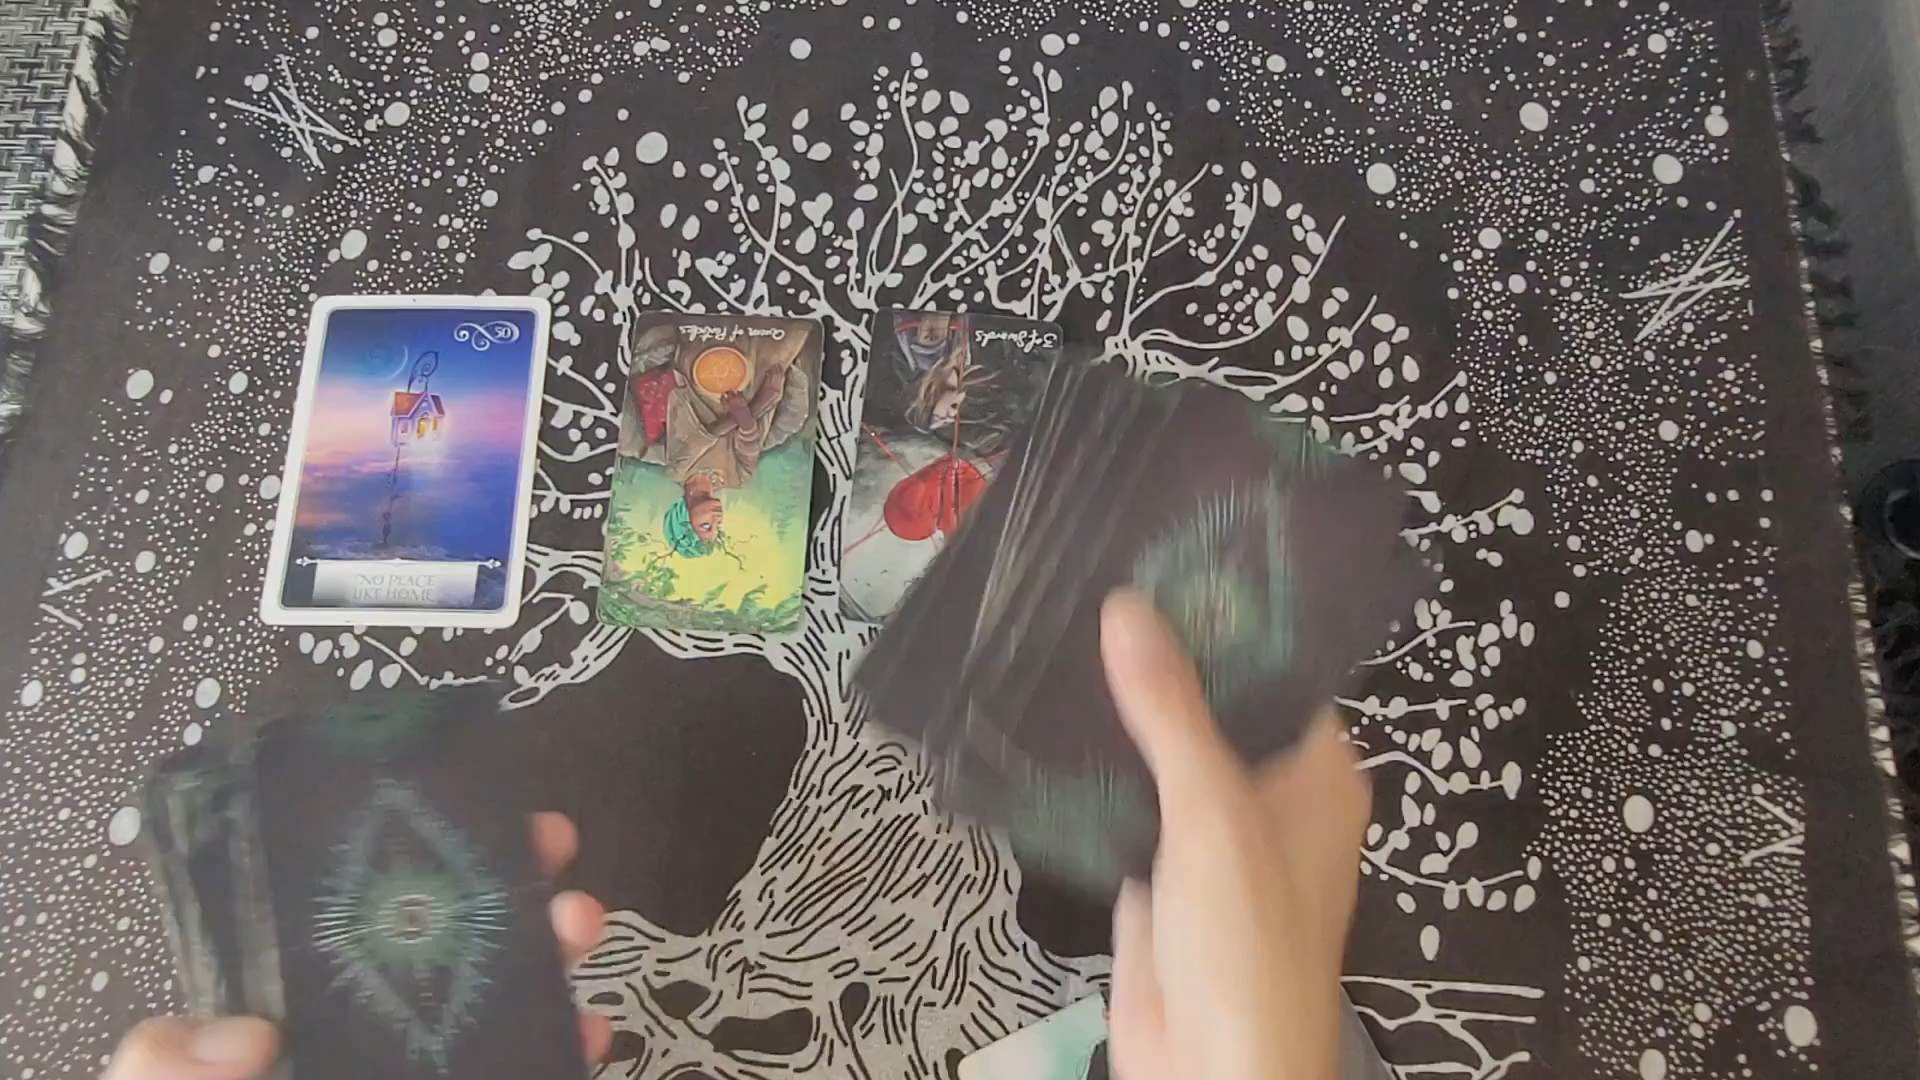 50
NO PLACE
LIKE HOME
Queen of Pentacles
3 of Swords